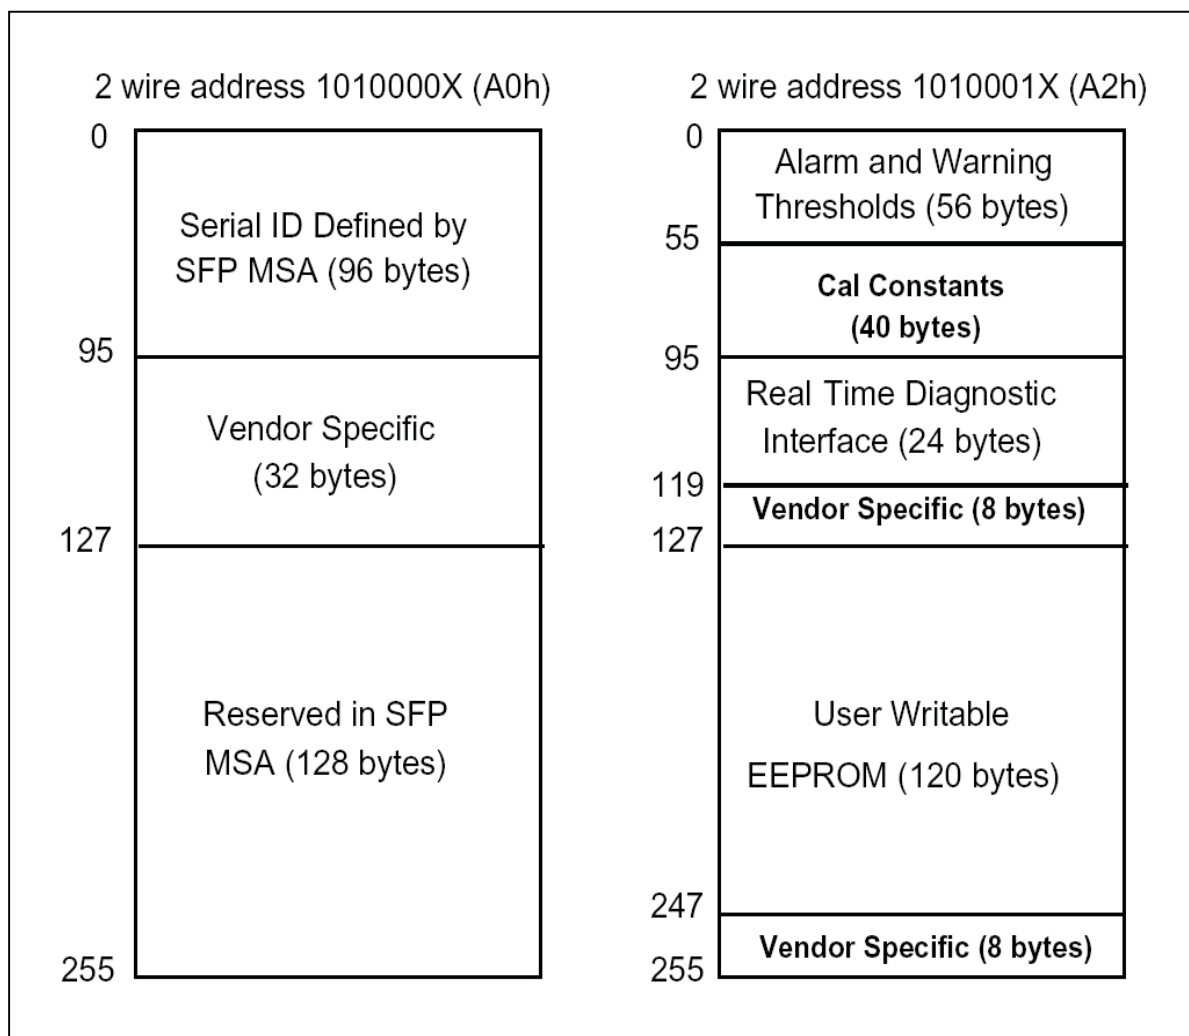 2 wire address 1010000X (A0h)
0
Serial ID Defined by
SFP MSA (96 bytes)
95
Vendor Specific
(32 bytes)
127
Reserved in SFP
MSA (128 bytes)
255
2 wire address 1010001X (A2h)
0
Alarm and Warning
Thresholds (56 bytes)
55
Cal Constants
(40 bytes)
95
Real Time Diagnostic
Interface (24 bytes)
119
Vendor Specific (8 bytes)
127
User Writable
EEPROM (120 bytes)
247
Vendor Specific (8 bytes)
255